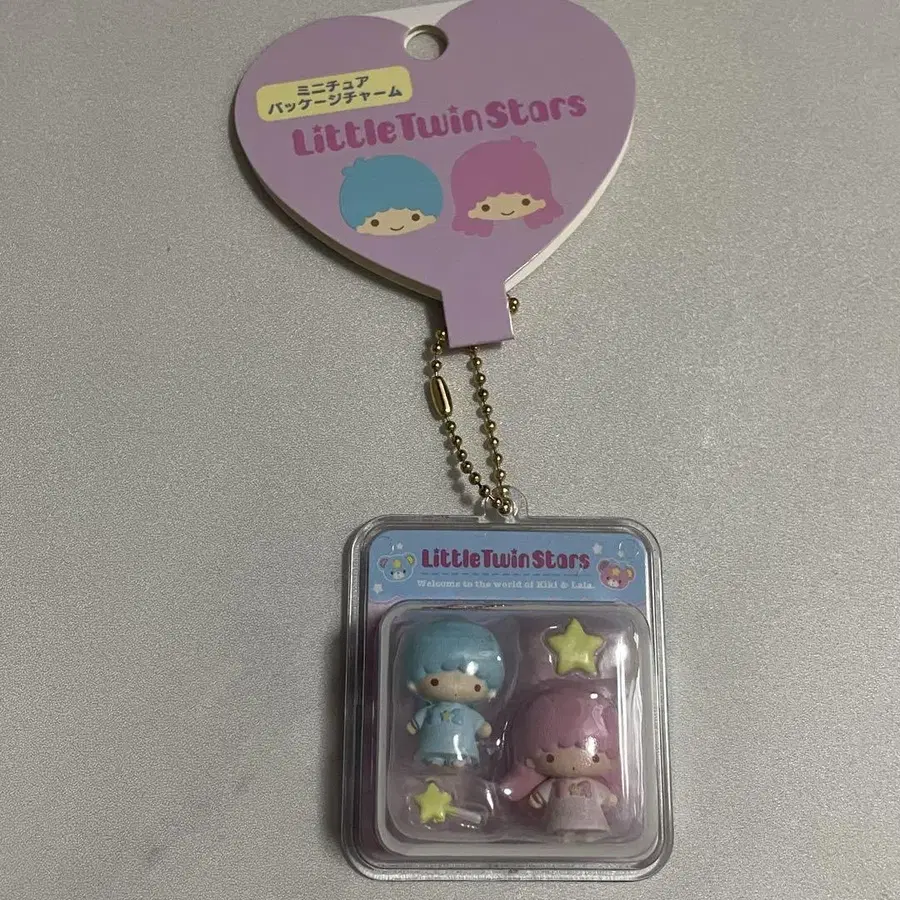 ミニチュア
パッケージチャーム
LittleTwinStars
LittleTwinStars
Welcome to the world of Kiki & Lala.